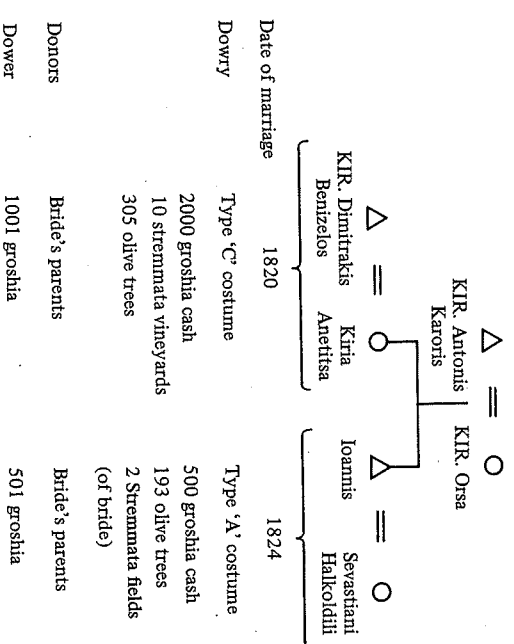 KIR. Antonis KIR. Orsa
Karoris
KIR. Dimitrakis Kiria Ioannis Sevastiani
Benizelos Anetitsa Halkoldili
Date of marriage 1820 1824
Dowry Type ‘C’ costume Type ‘A’ costume
2000 groshia cash 500 groshia cash
10 stremmata vineyards 193 olive trees
305 olive trees 2 Stremmata fields
(of bride)
Donors Bride's parents Bride's parents
Dower 1001 groshia 501 groshia